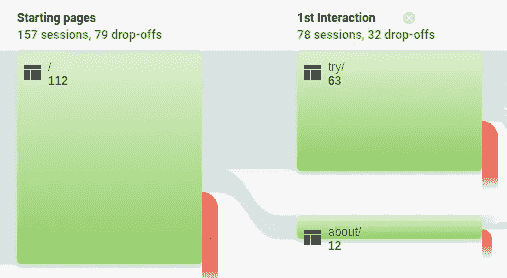 Starting pages
157 sessions, 79 drop-offs
/
112
1st Interaction
78 sessions, 32 drop-offs
try/
63
about/
12